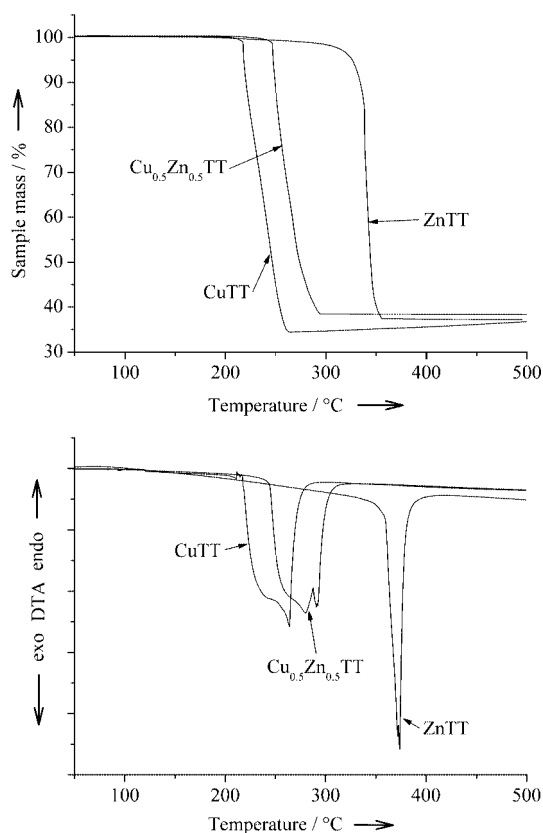 100
90
80
70
60
50
40
30
Sample mass / %
Cu0.5Zn0.5TT
ZnTT
CuTT
100
200
300
400
500
Temperature / °C
exo DTA endo
CuTT
Cu0.5Zn0.5TT
ZnTT
100
200
300
400
500
Temperature / °C